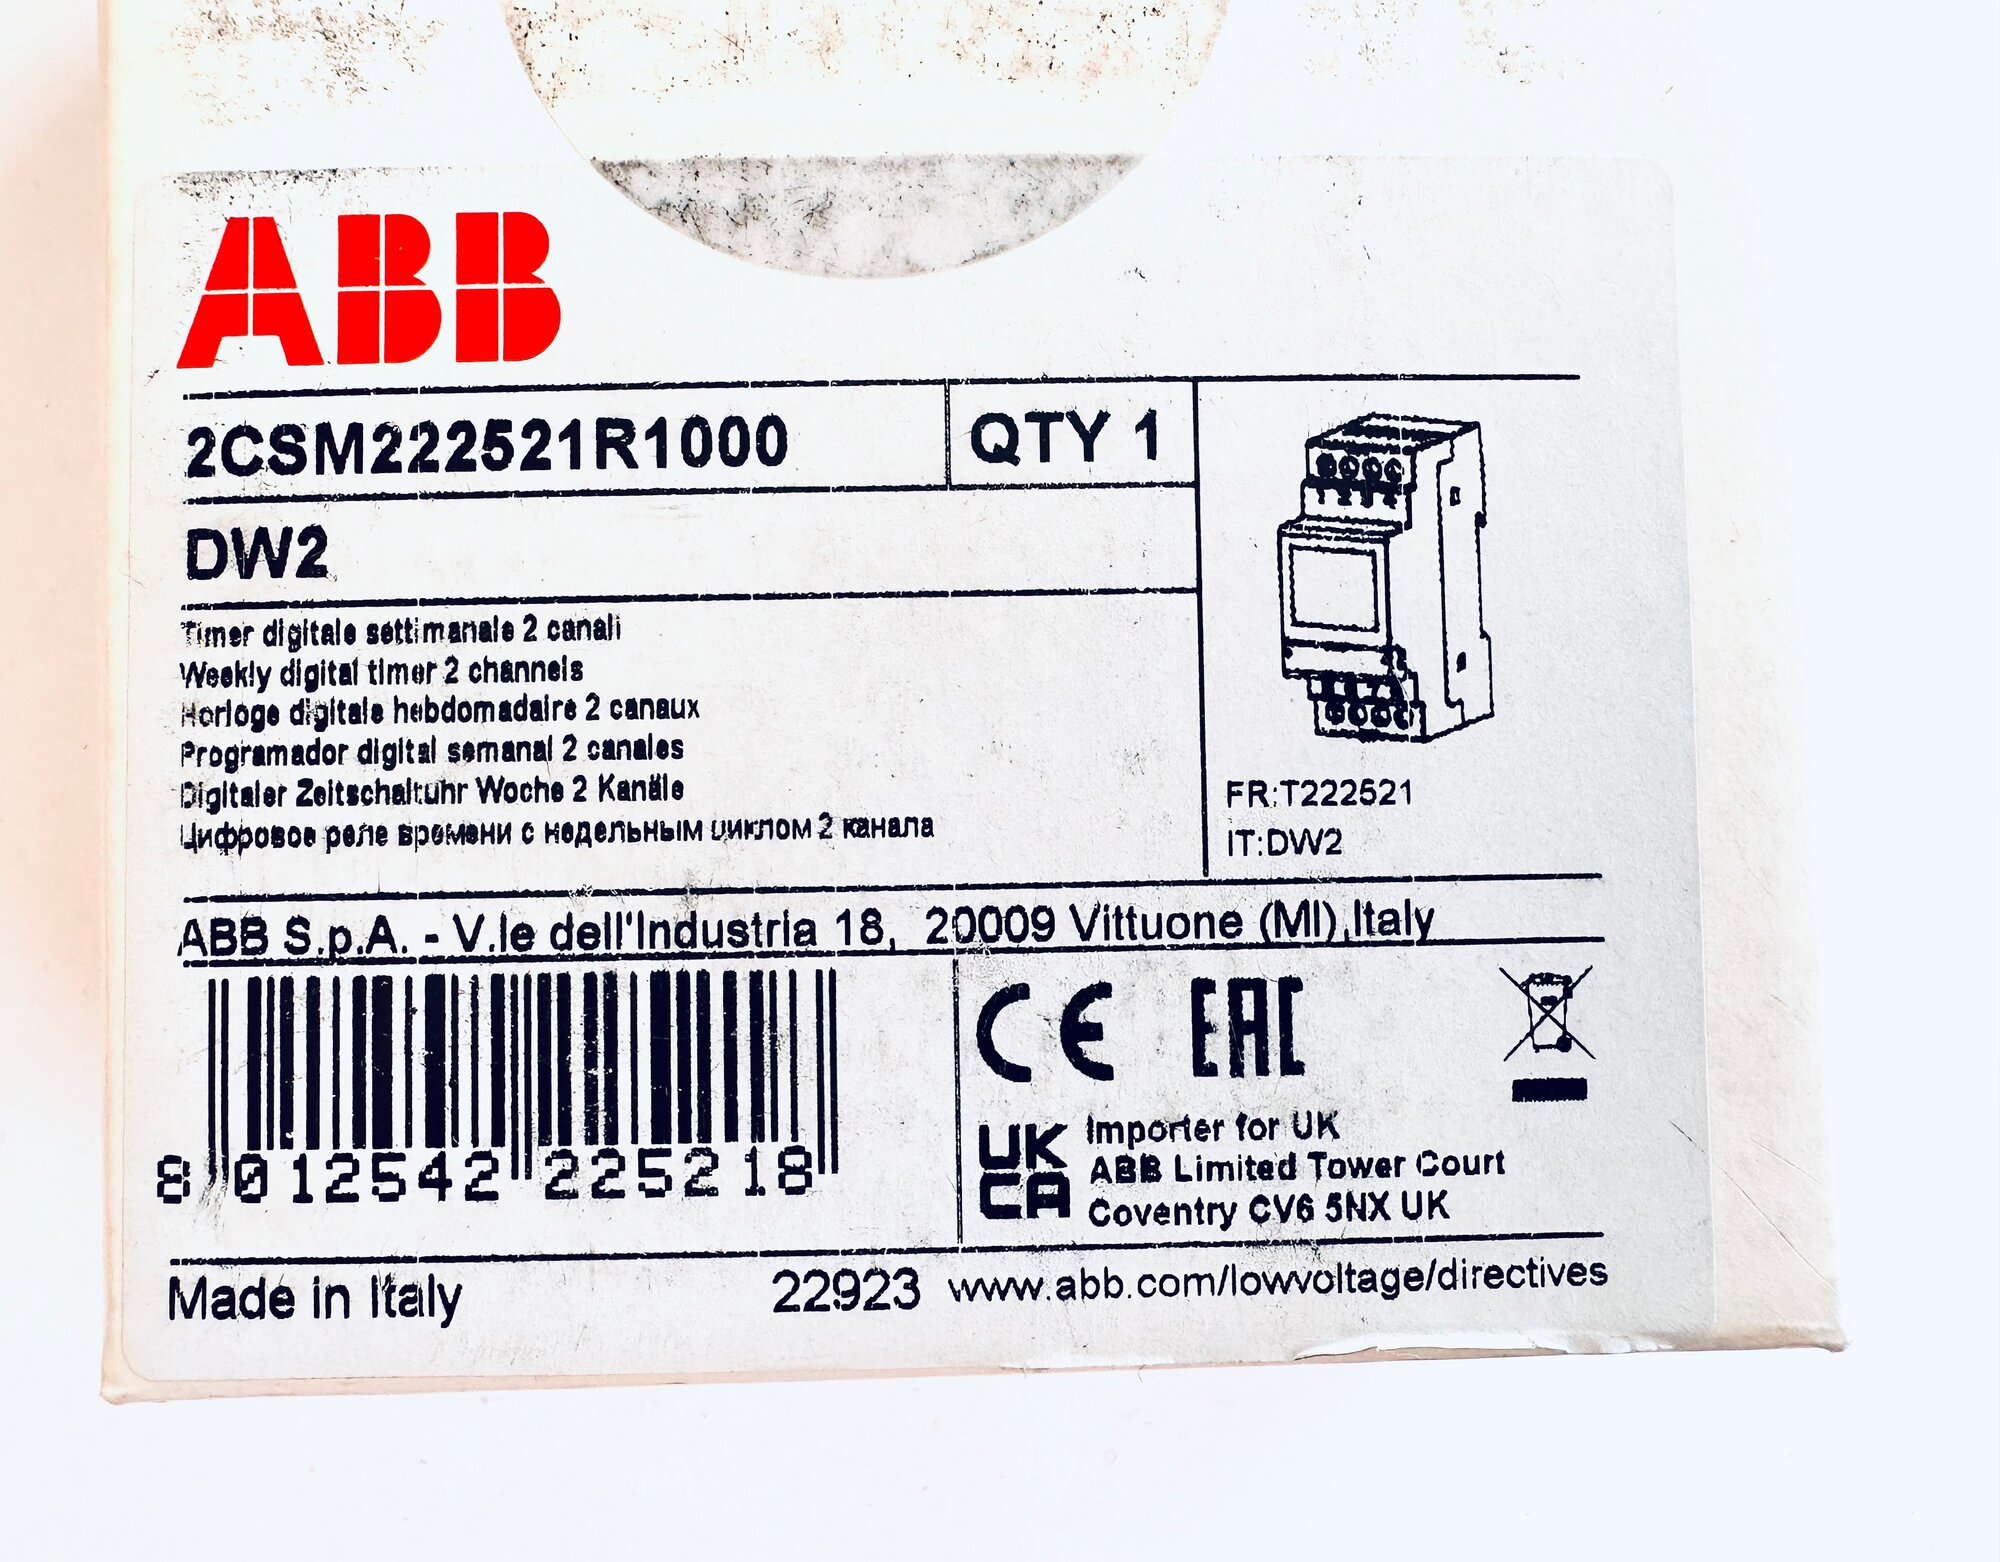 ABB
2CSM222521R1000
QTY 1
DW2
Timer digitale settimanale 2 canali
Weekly digital timer 2 channels
Horloge digitale hebdomadaire 2 canaux
Programador digital semanal 2 canales
Digitaler Zeitschaltuhr Woche 2 Kanäle
Цифровое реле времени с недельным циклом 2 канала
FR:T222521
IT:DW2
ABB S.p.A. - V.le dell'Industria 18, 20009 Vittuone (MI),Italy
8 012542 225218
CE EAC
UK
CA
Importer for UK
ABB Limited Tower Court
Coventry CV6 5NX UK
Made in Italy 22923 www.abb.com/lowvoltage/directives